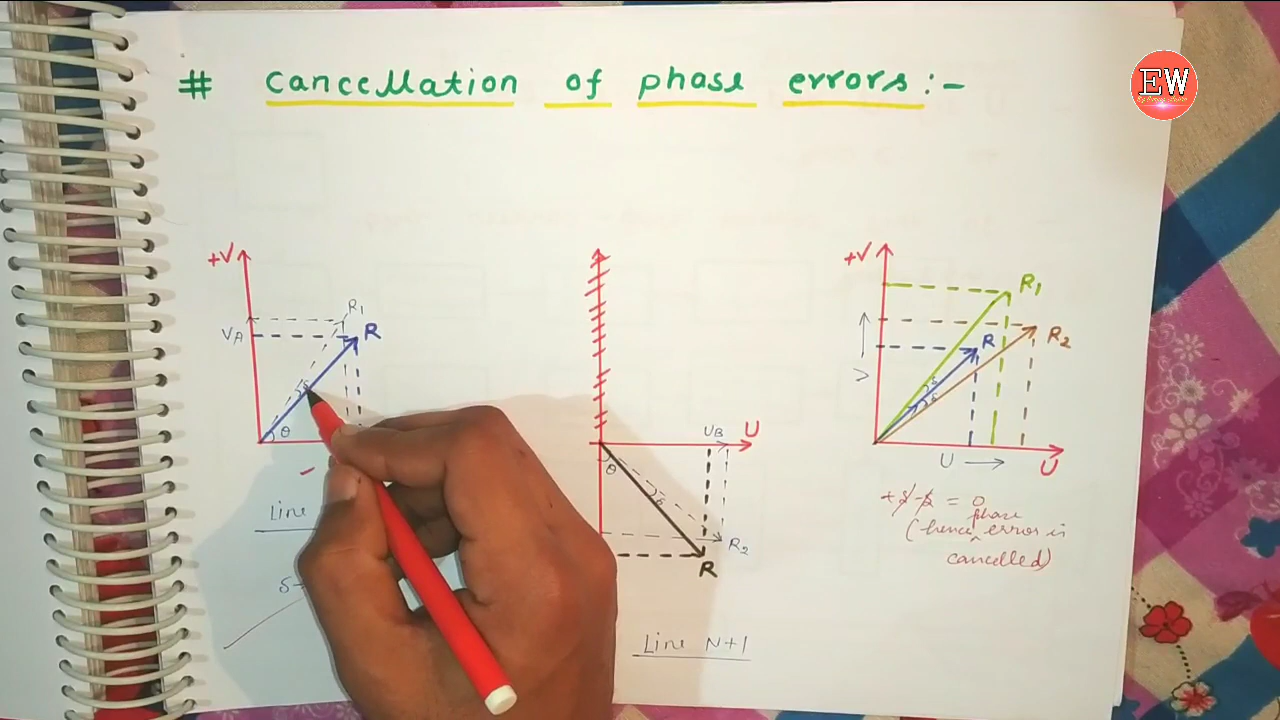 # Cancellation of phase errors:-
EW
+V
R1
VA
R
δ
θ
Line
δ
UB
U
θ
δ
R2
R
Line N+1
+V
R1
R2
R
δ
δ
V
U
U
+δ-δ = 0
(hence phase error is
cancelled)